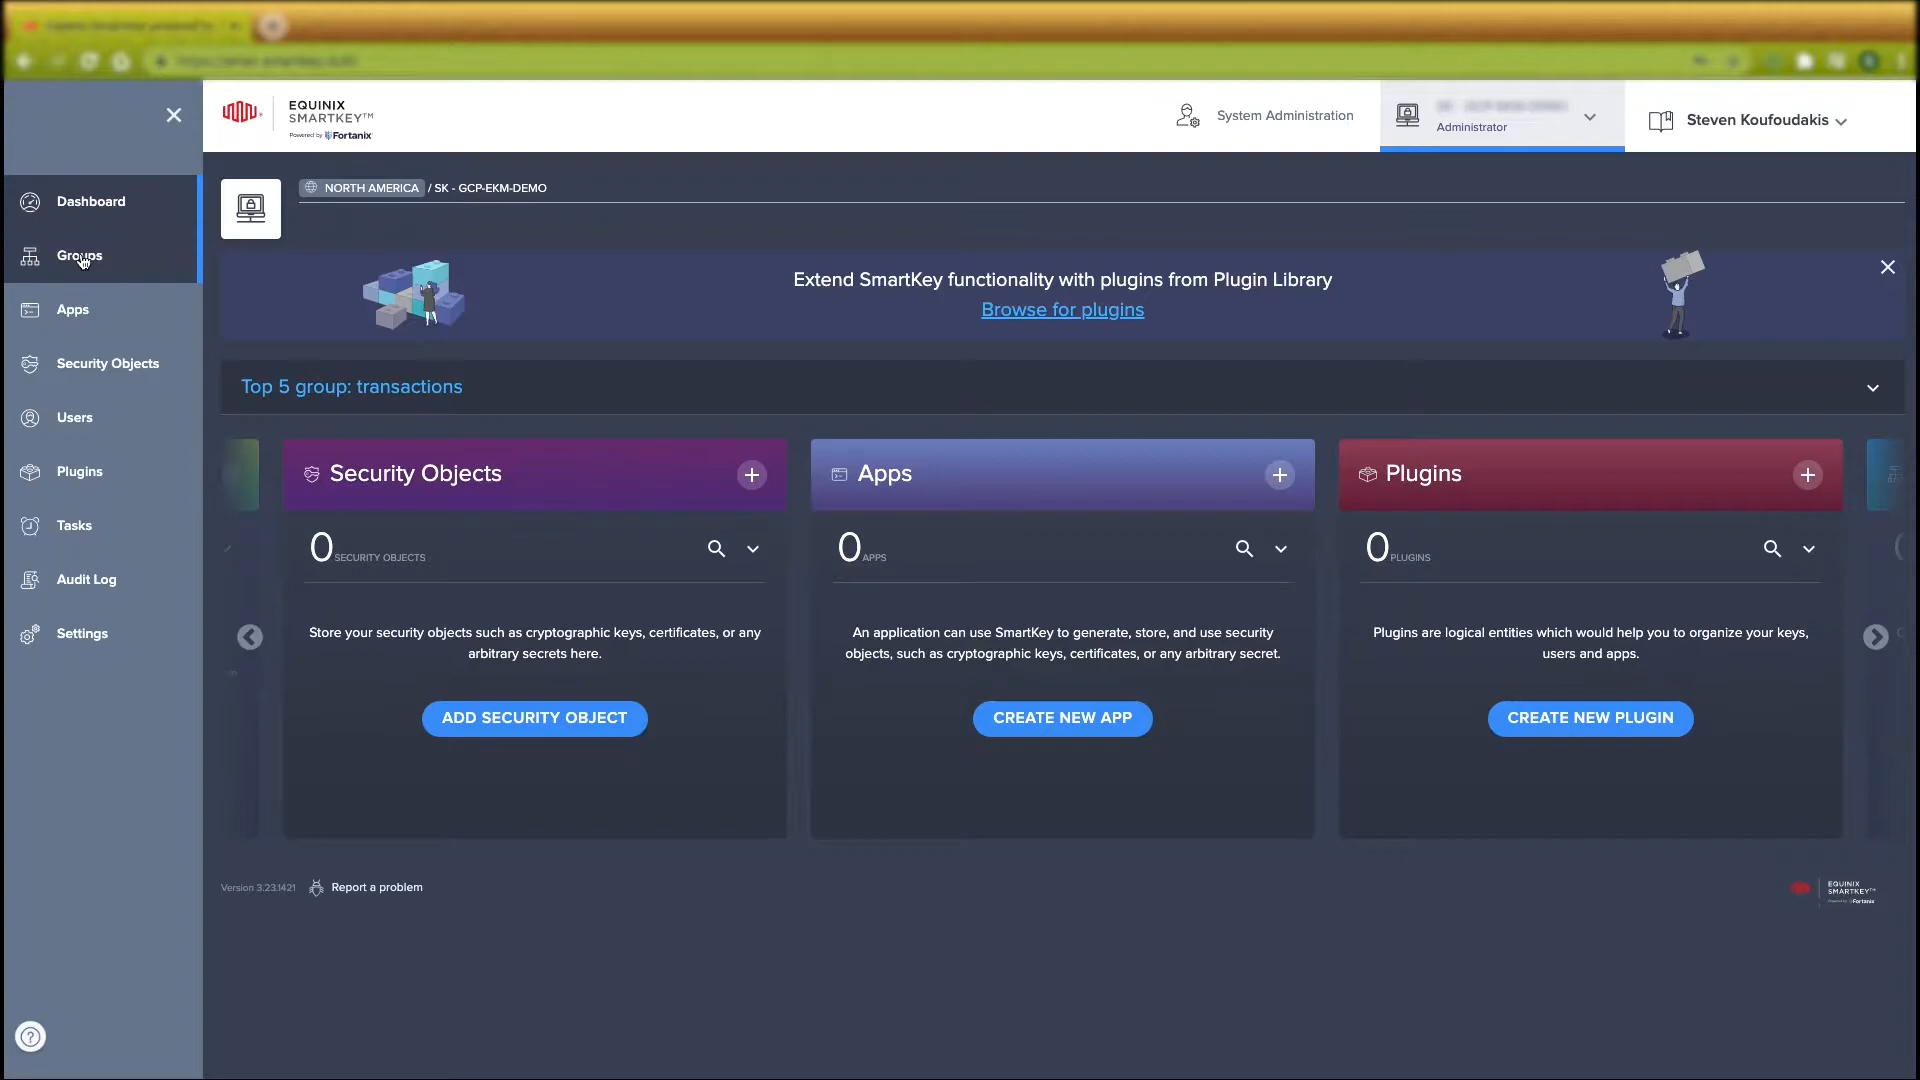 EQUINIX
SMARTKEY™
Powered by Fortanix
System Administration
Administrator
Steven Koufoudakis
Dashboard
Groups
Apps
Security Objects
Users
Plugins
Tasks
Audit Log
Settings
NORTH AMERICA / SK - GCP-EKM-DEMO
Extend SmartKey functionality with plugins from Plugin Library
Browse for plugins
Top 5 group: transactions
Security Objects
0 SECURITY OBJECTS
Store your security objects such as cryptographic keys, certificates, or any
arbitrary secrets here.
ADD SECURITY OBJECT
Apps
0 APPS
An application can use SmartKey to generate, store, and use security
objects, such as cryptographic keys, certificates, or any arbitrary secret.
CREATE NEW APP
Plugins
0 PLUGINS
Plugins are logical entities which would help you to organize your keys,
users and apps.
CREATE NEW PLUGIN
Version 3.23.1421
Report a problem
EQUINIX
SMARTKEY™
Powered by Fortanix